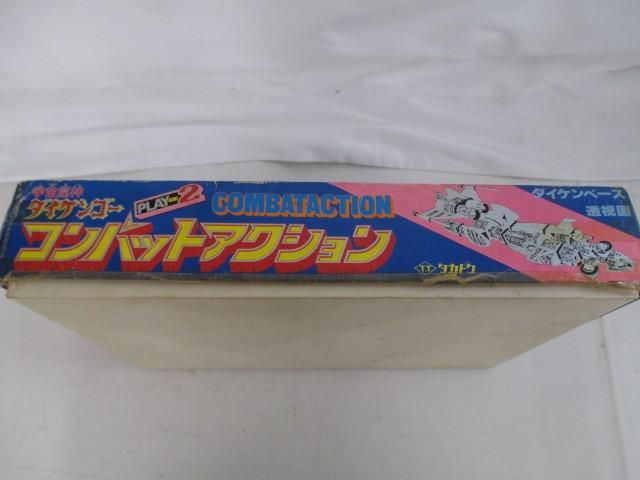 宇宙魔神
ダイケンゴー
PLAY 2
COMBATACTION
コンバットアクション
ダイケンベース
透視図
T.T タカトク